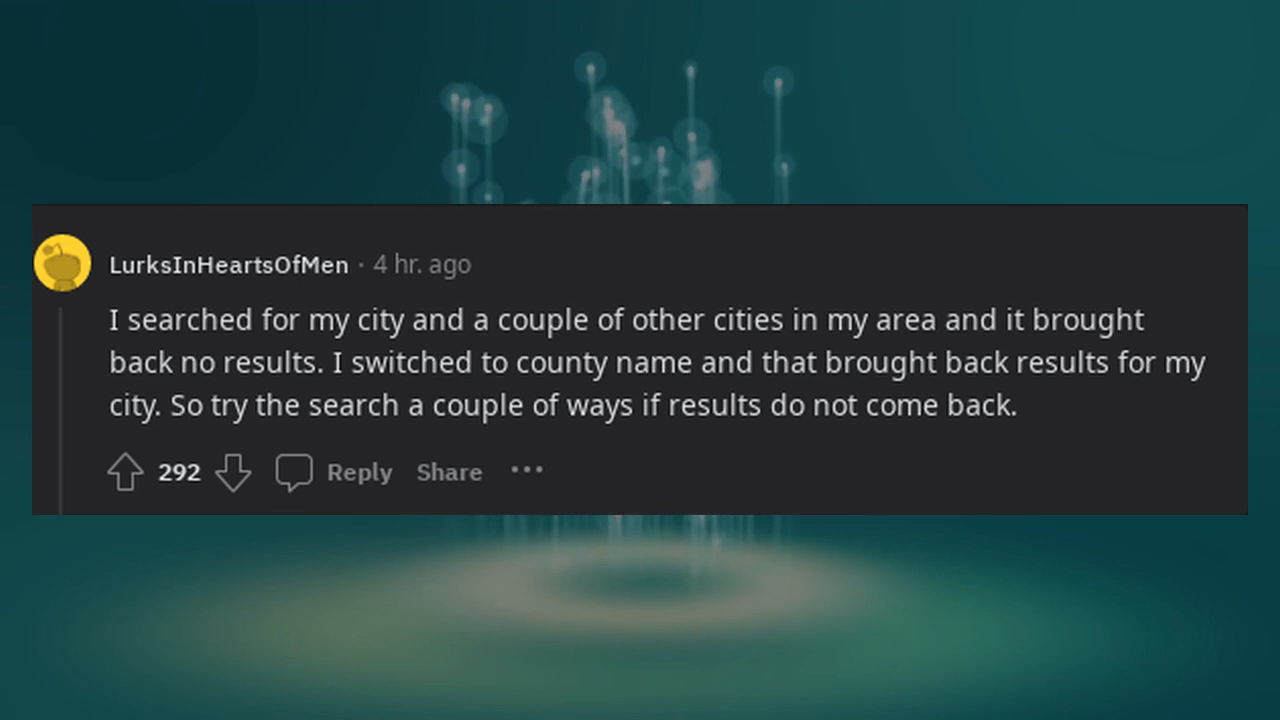 LurksInHeartsOfMen · 4 hr. ago
I searched for my city and a couple of other cities in my area and it brought
back no results. I switched to county name and that brought back results for my
city. So try the search a couple of ways if results do not come back.
292 Reply Share ...